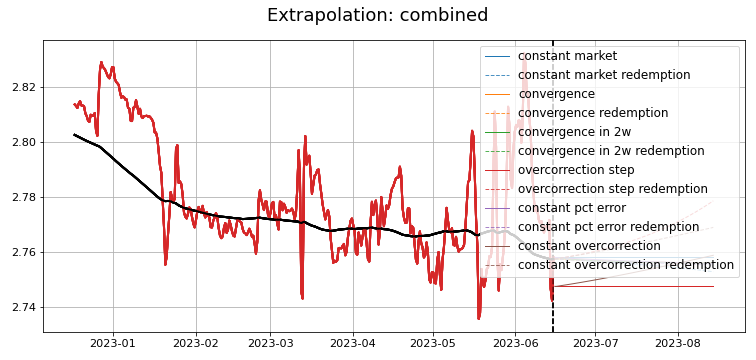 Extrapolation: combined
constant market
constant market redemption
convergence
convergence redemption
convergence in 2w
convergence in 2w redemption
overcorrection step
overcorrection step redemption
constant pct error
constant pct error redemption
constant overcorrection
constant overcorrection redemption
2.82
2.80
2.78
2.76
2.74
2023-01 2023-02 2023-03 2023-04 2023-05 2023-06 2023-07 2023-08